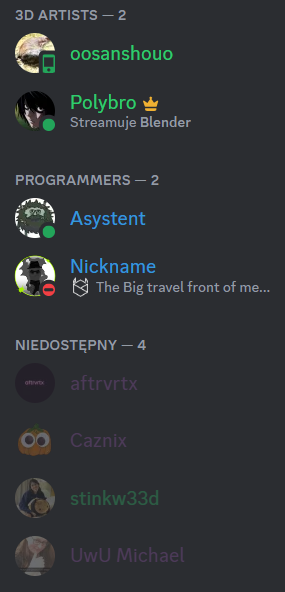 3D ARTISTS — 2
oosanshouo
Polybro
Streamuje Blender
PROGRAMMERS — 2
Asystent
Nickname
The Big travel front of me...
NIEDOSTĘPNY — 4
aftrvrtx
aftrvrtx
Caznix
stinkw33d
UwU Michael